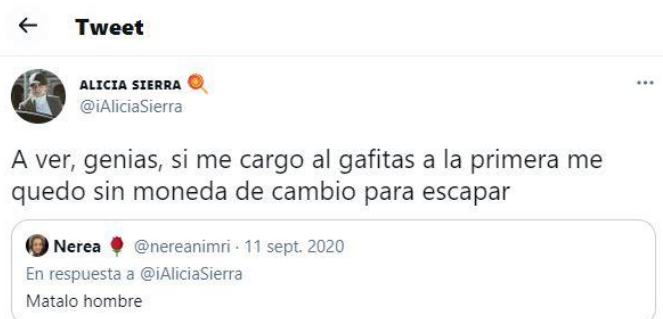 Tweet
ALICIA SIERRA
@iAliciaSierra
A ver, genias, si me cargo al gafitas a la primera me
quedo sin moneda de cambio para escapar
Nerea @nereanimri · 11 sept. 2020
En respuesta a @iAliciaSierra
Matalo hombre